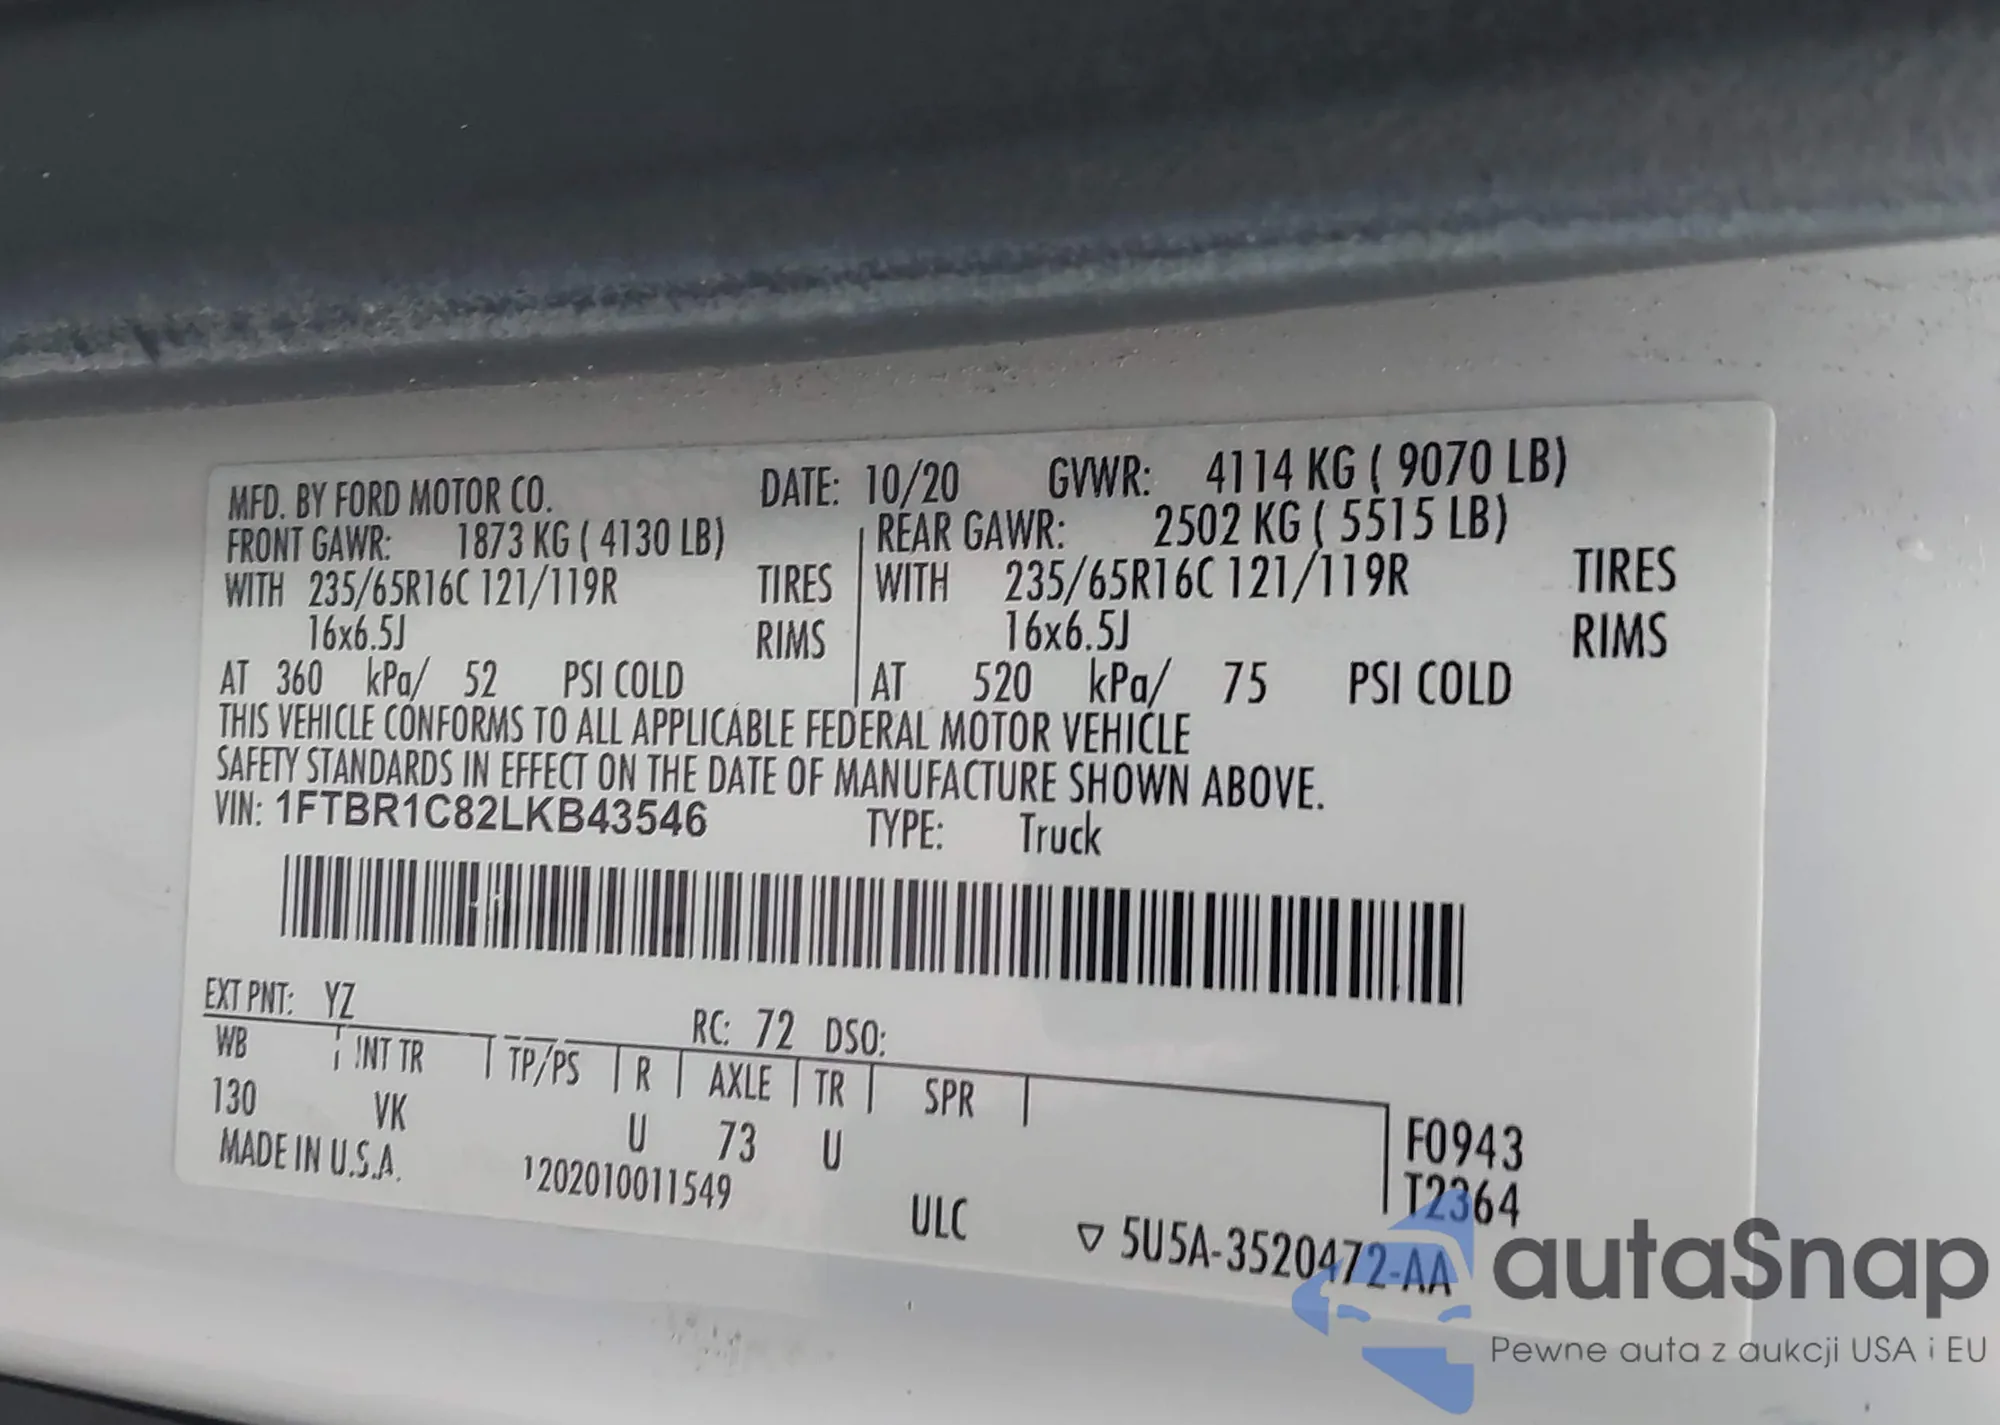 MFD. BY FORD MOTOR CO. DATE: 10/20 GVWR: 4114 KG ( 9070 LB)
FRONT GAWR: 1873 KG ( 4130 LB) REAR GAWR: 2502 KG ( 5515 LB)
WITH 235/65R16C 121/119R TIRES WITH 235/65R16C 121/119R TIRES
16x6.5J RIMS 16x6.5J RIMS
AT 360 kPa/ 52 PSI COLD AT 520 kPa/ 75 PSI COLD
THIS VEHICLE CONFORMS TO ALL APPLICABLE FEDERAL MOTOR VEHICLE
SAFETY STANDARDS IN EFFECT ON THE DATE OF MANUFACTURE SHOWN ABOVE.
VIN: 1FTBR1C82LKB43546 TYPE: Truck
EXT PNT: YZ RC: 72 DSO:
WB INT TR TP/PS R AXLE TR SPR
130 VK U 73 U F0943
MADE IN U.S.A. 1202010011549 T2364
ULC ▽ 5U5A-3520472-AA
autaSnap
Pewne auta z aukcji USA i EU